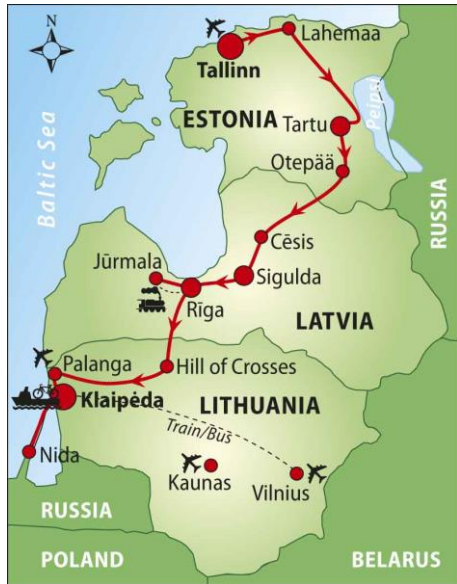 N
Lahemaa
Tallinn
ESTONIA
Tartu
Peipsi
Otepää
Baltic Sea
RUSSIA
Cēsis
Jūrmala
Sigulda
Rīga
LATVIA
Palanga
Hill of Crosses
Klaipėda
LITHUANIA
Train/Bus
Nida
Kaunas
Vilnius
RUSSIA
POLAND
BELARUS